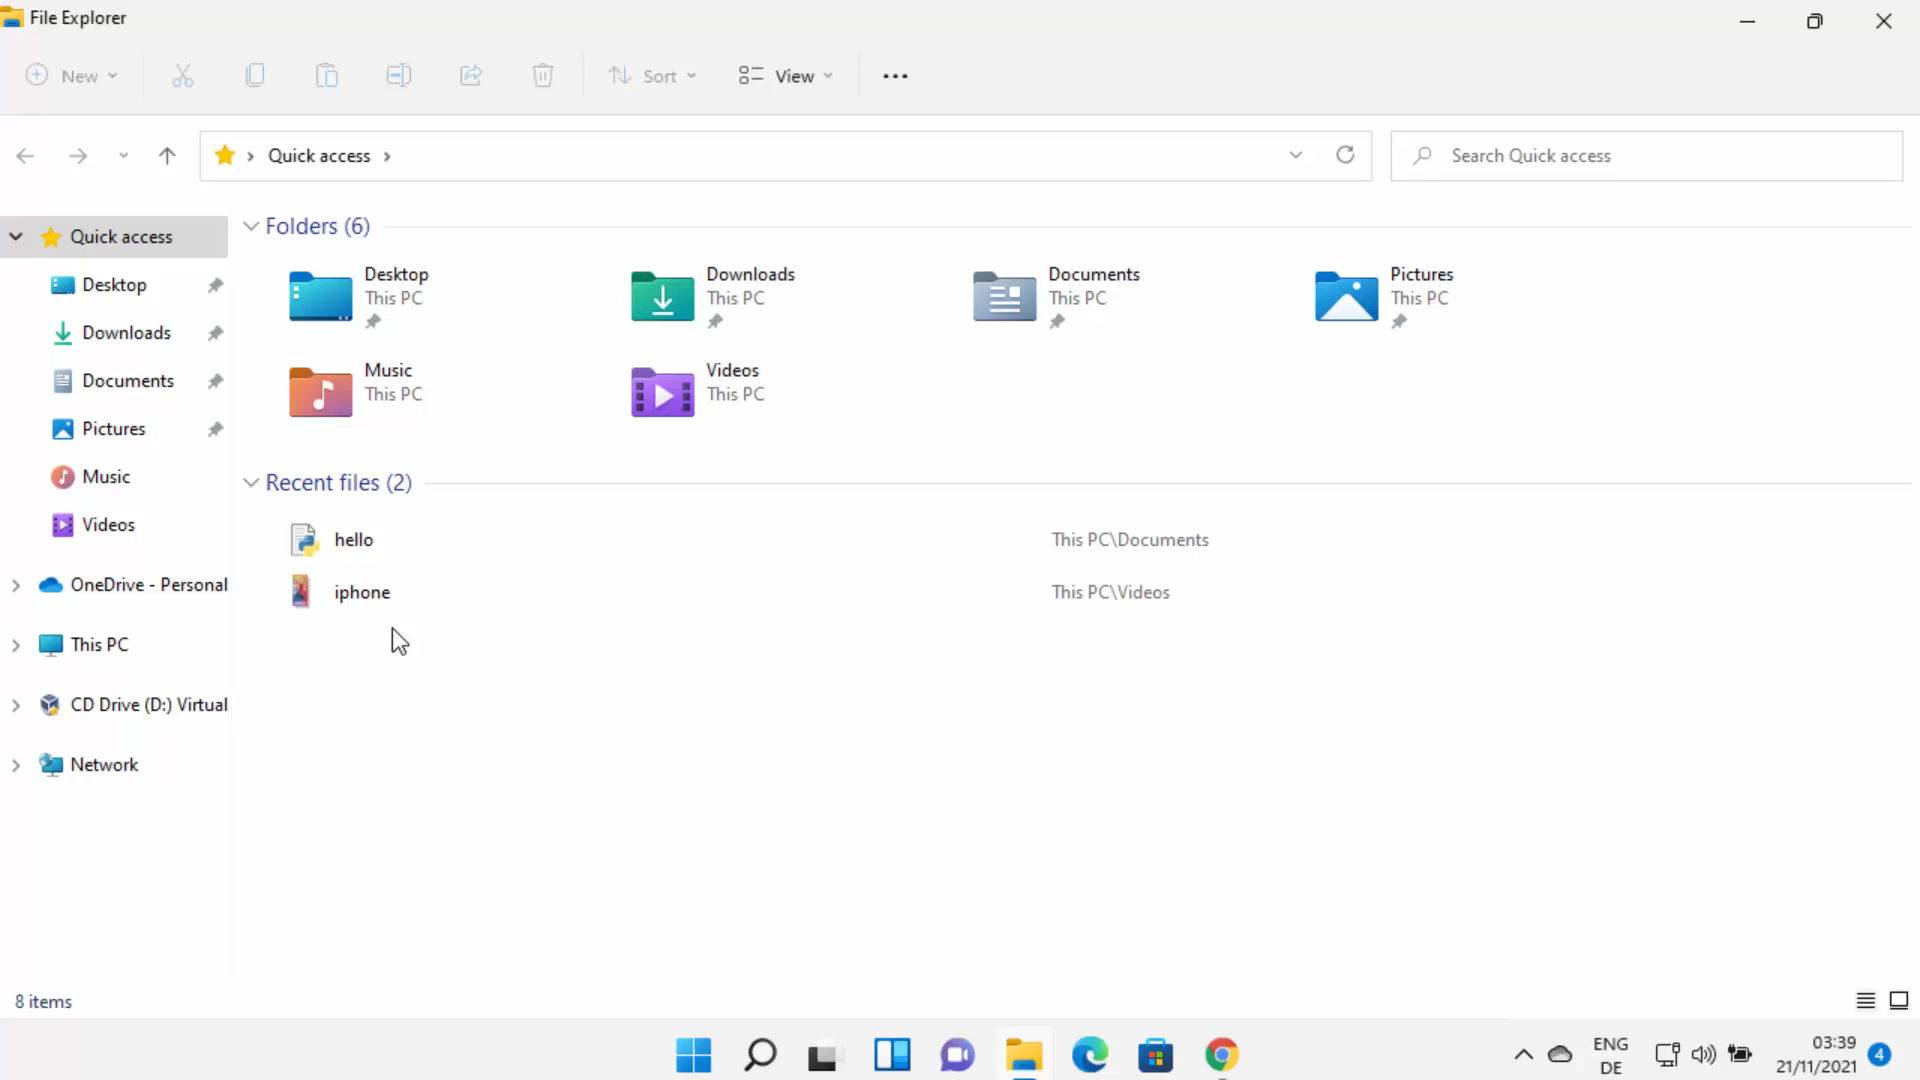 File Explorer
New
Sort
View
Quick access
Search Quick access
Quick access
Desktop
Downloads
Documents
Pictures
Music
Videos
OneDrive - Personal
This PC
CD Drive (D:) Virtual
Network
Folders (6)
Desktop
This PC
Downloads
This PC
Documents
This PC
Pictures
This PC
Music
This PC
Videos
This PC
Recent files (2)
hello
This PC\Documents
iphone
This PC\Videos
8 items
ENG
DE
03:39
21/11/2021
4